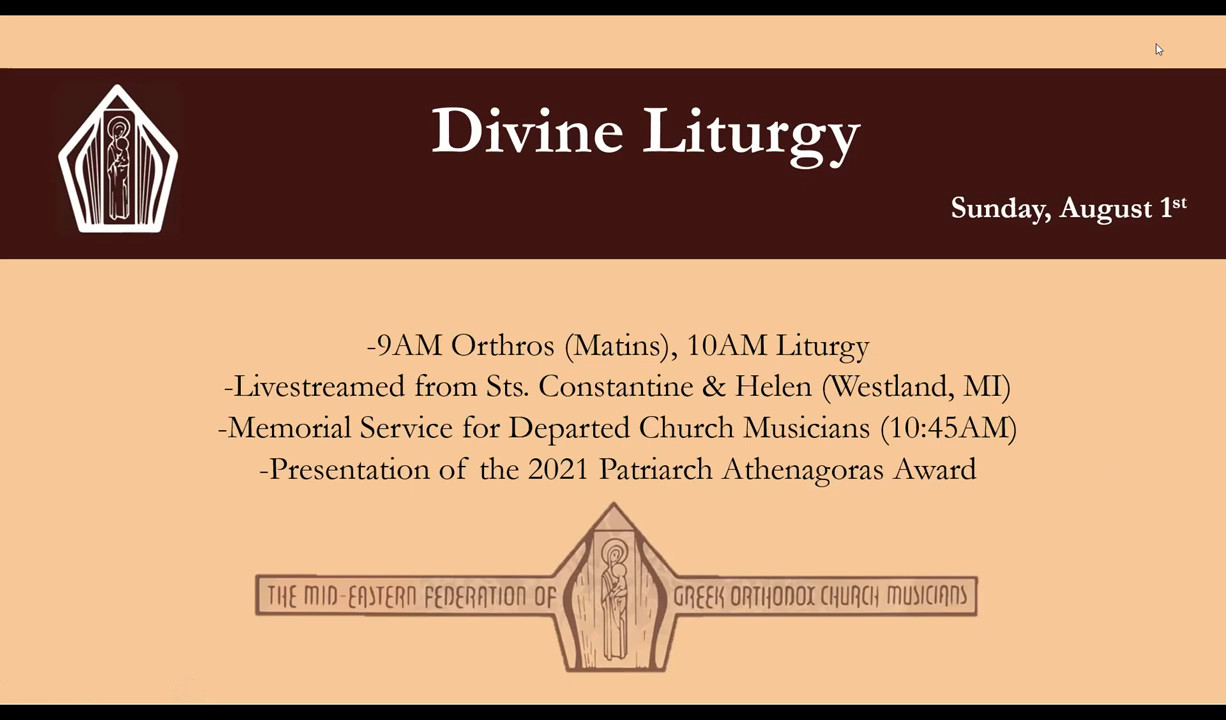 Divine Liturgy
Sunday, August 1st
-9AM Orthros (Matins), 10AM Liturgy
-Livestreamed from Sts. Constantine & Helen (Westland, MI)
-Memorial Service for Departed Church Musicians (10:45AM)
-Presentation of the 2021 Patriarch Athenagoras Award
THE MID-EASTERN FEDERATION OF GREEK ORTHODOX CHURCH MUSICIANS